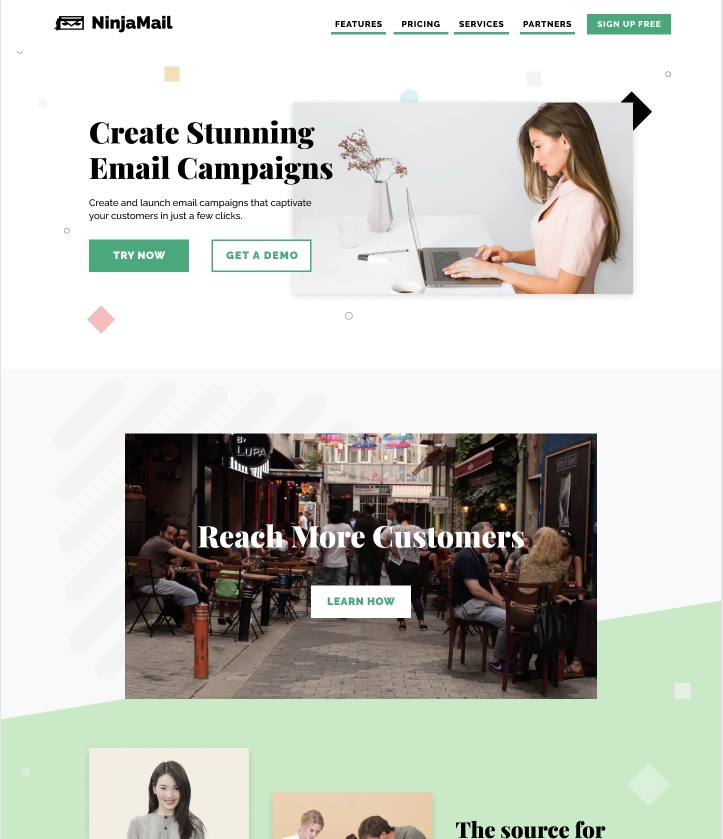 NinjaMail
FEATURES PRICING SERVICES PARTNERS SIGN UP FREE
Create Stunning
Email Campaigns
Create and launch email campaigns that captivate
your customers in just a few clicks.
TRY NOW GET A DEMO
BY
LUPA
Reach More Customers
LEARN HOW
The source for